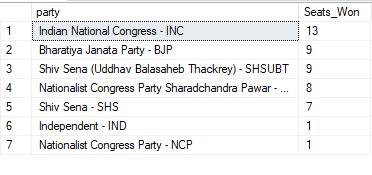 party Seats_Won
1 Indian National Congress - INC 13
2 Bharatiya Janata Party - BJP 9
3 Shiv Sena (Uddhav Balasaheb Thackrey) - SHSUBT 9
4 Nationalist Congress Party Sharadchandra Pawar - ... 8
5 Shiv Sena - SHS 7
6 Independent - IND 1
7 Nationalist Congress Party - NCP 1